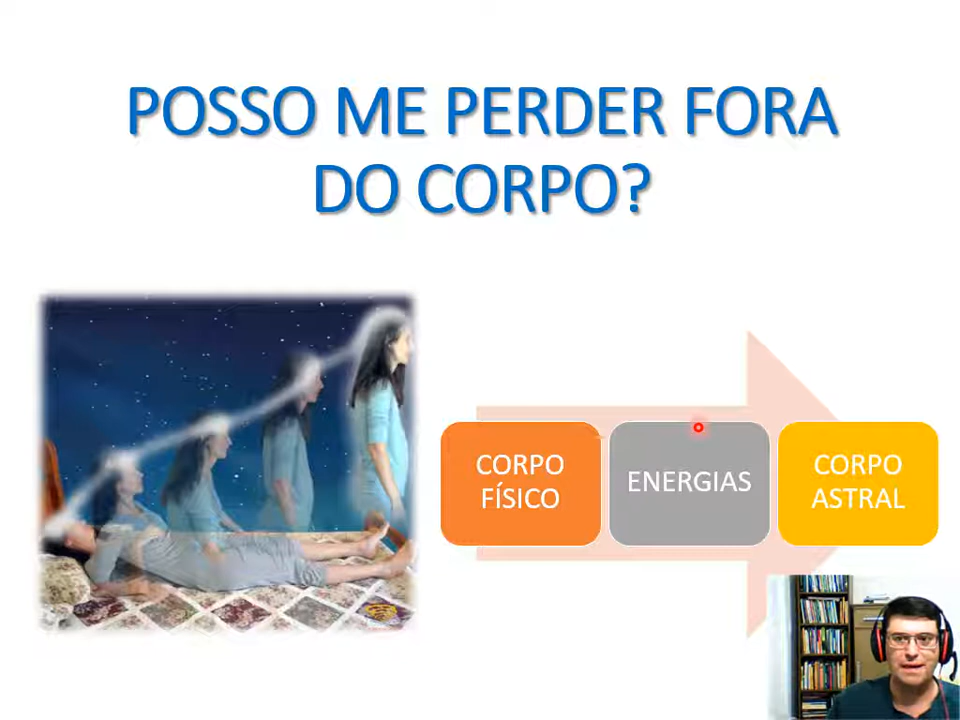 POSSO ME PERDER FORA
DO CORPO?
CORPO
FÍSICO
ENERGIAS
CORPO
ASTRAL